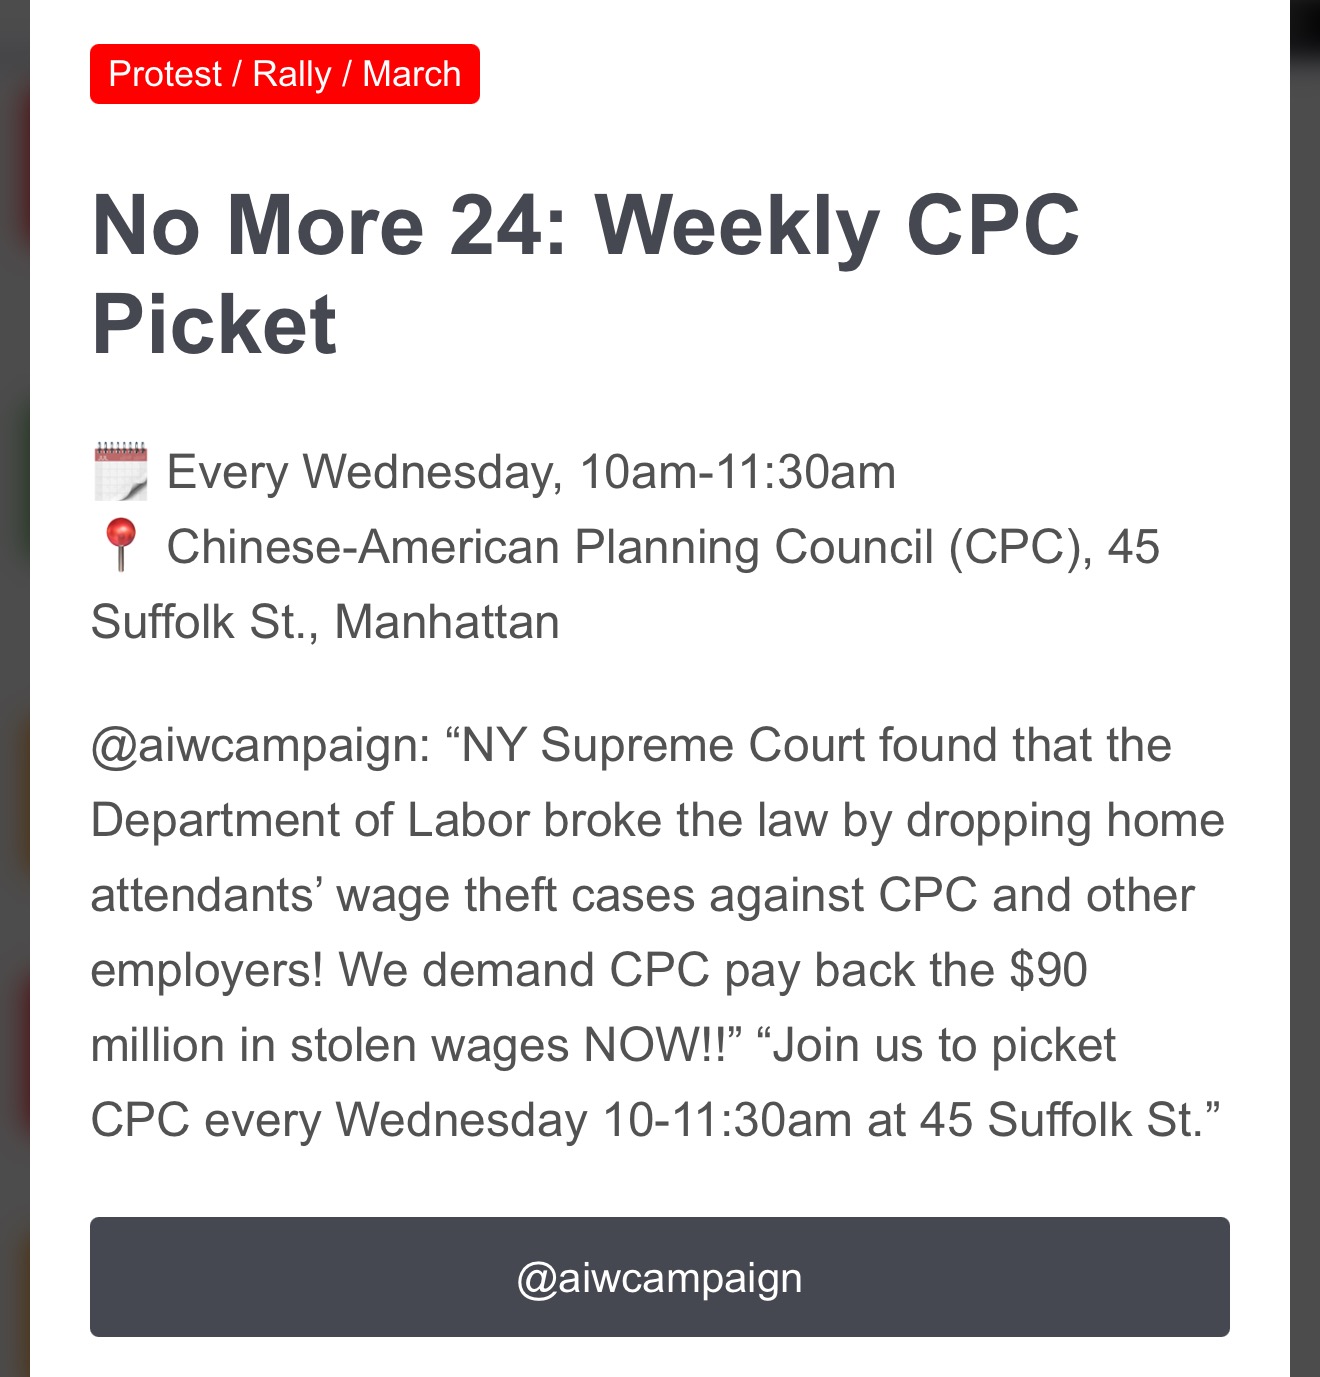 Protest / Rally / March
No More 24: Weekly CPC
Picket
🗓️ Every Wednesday, 10am-11:30am
📍 Chinese-American Planning Council (CPC), 45
Suffolk St., Manhattan
@aiwcampaign: “NY Supreme Court found that the
Department of Labor broke the law by dropping home
attendants’ wage theft cases against CPC and other
employers! We demand CPC pay back the $90
million in stolen wages NOW!!” “Join us to picket
CPC every Wednesday 10-11:30am at 45 Suffolk St.”
@aiwcampaign